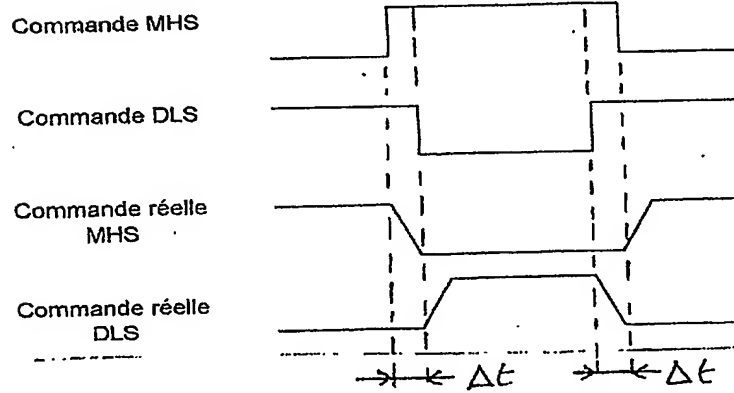 Commande MHS
Commande DLS
Commande réelle
MHS
Commande réelle
DLS
Δt
Δt